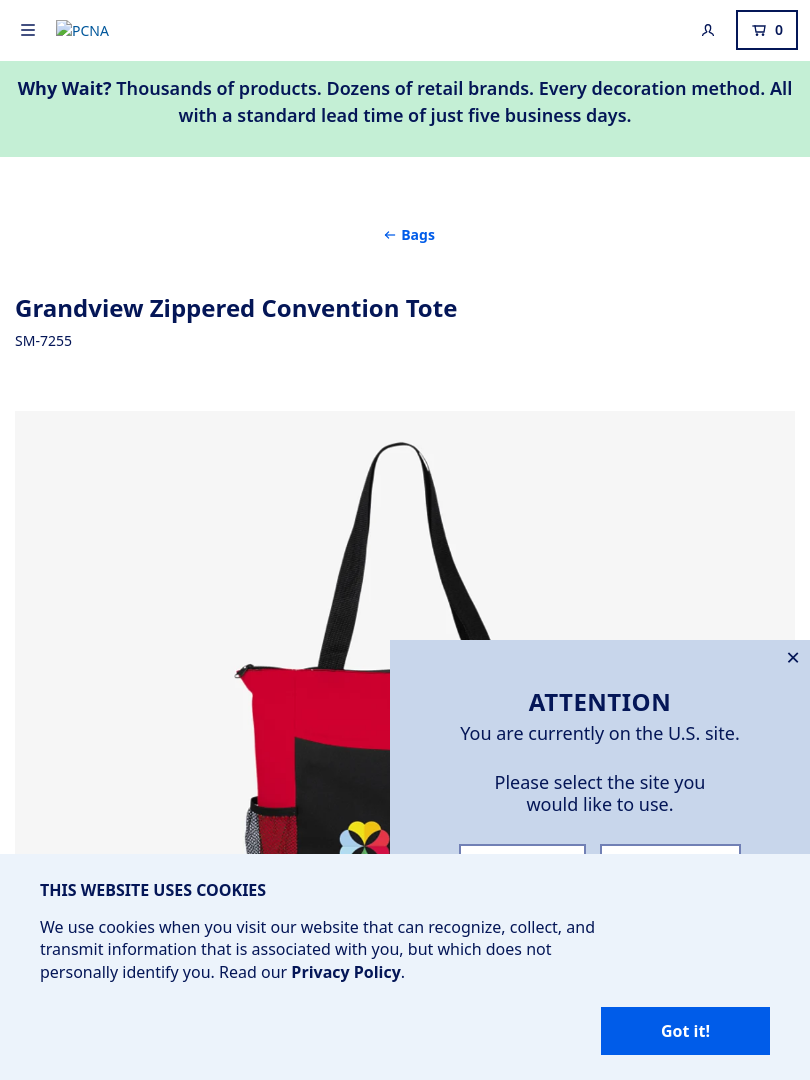 PCNA
0
Why Wait? Thousands of products. Dozens of retail brands. Every decoration method. All
with a standard lead time of just five business days.
← Bags
Grandview Zippered Convention Tote
SM-7255
ATTENTION
You are currently on the U.S. site.
Please select the site you
would like to use.
THIS WEBSITE USES COOKIES
We use cookies when you visit our website that can recognize, collect, and
transmit information that is associated with you, but which does not
personally identify you. Read our Privacy Policy.
Got it!